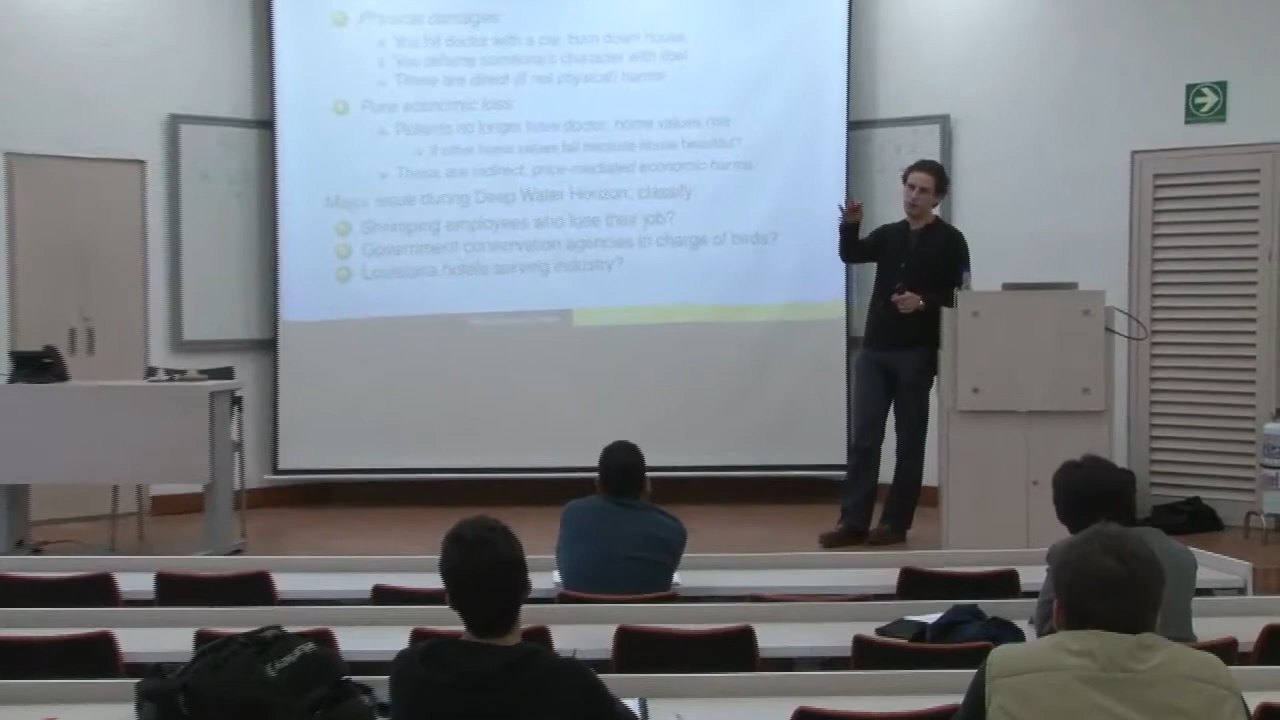 Physical damages
You hit doctor with a car, burn down house
You defame someone's character with libel
These are direct (if not physical) harms
Pure economic loss
Patients no longer have doctor, home values rise
if other home values fall because house beautiful?
These are indirect, price-mediated economic harms
Major issue during Deep Water Horizon: classify
Shrimping employees who lose their job?
Government conservation agencies in charge of birds?
Louisiana hotels serving industry?